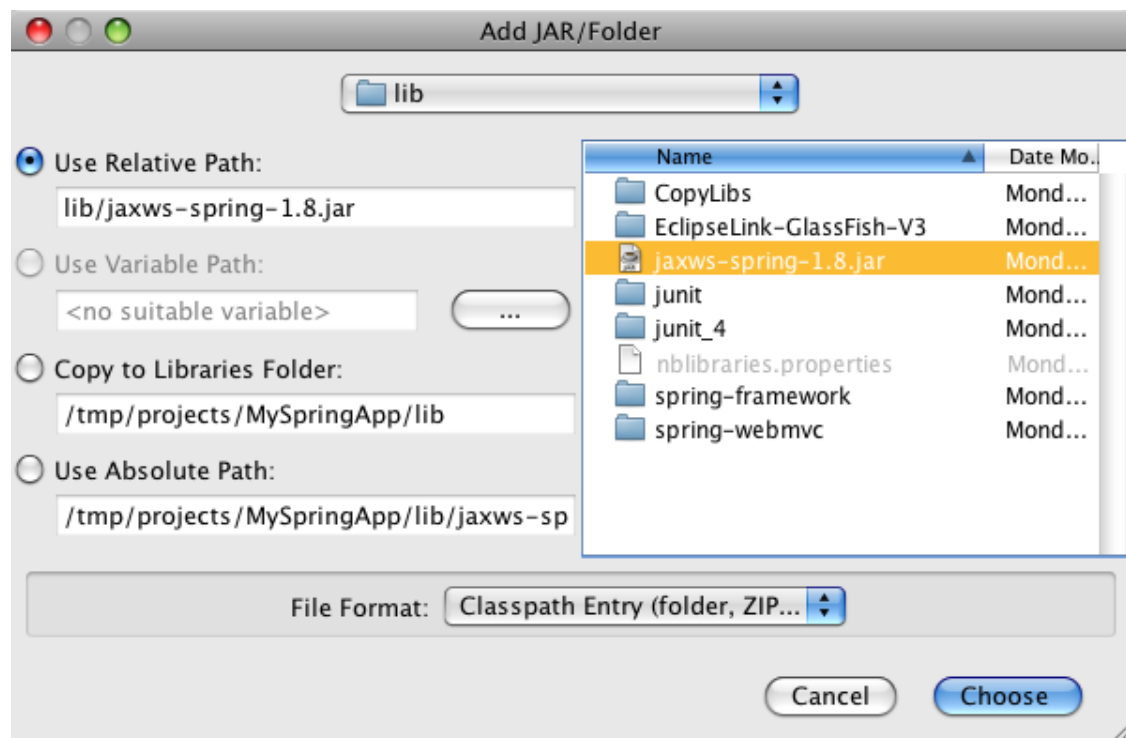 Add JAR/Folder
lib
Use Relative Path:
lib/jaxws-spring-1.8.jar
Use Variable Path:
<no suitable variable>
...
Copy to Libraries Folder:
/tmp/projects/MySpringApp/lib
Use Absolute Path:
/tmp/projects/MySpringApp/lib/jaxws-sp
Name Date Mo..
CopyLibs Mond...
EclipseLink-GlassFish-V3 Mond...
jaxws-spring-1.8.jar Mond...
junit Mond...
junit_4 Mond...
nblibraries.properties Mond...
spring-framework Mond...
spring-webmvc Mond...
File Format: Classpath Entry (folder, ZIP...
Cancel Choose